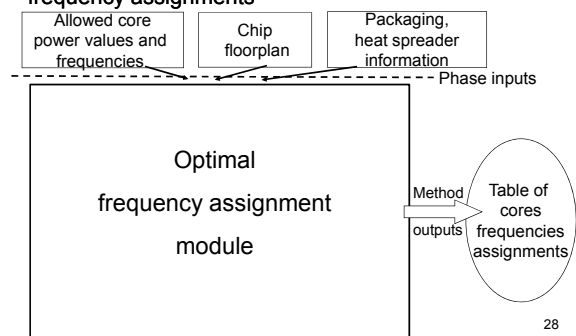 frequency assignments
Allowed core
power values and
frequencies
Chip
floorplan
Packaging,
heat spreader
information
Phase inputs
Optimal
frequency assignment
module
Method
outputs
Table of
cores
frequencies
assignments
28